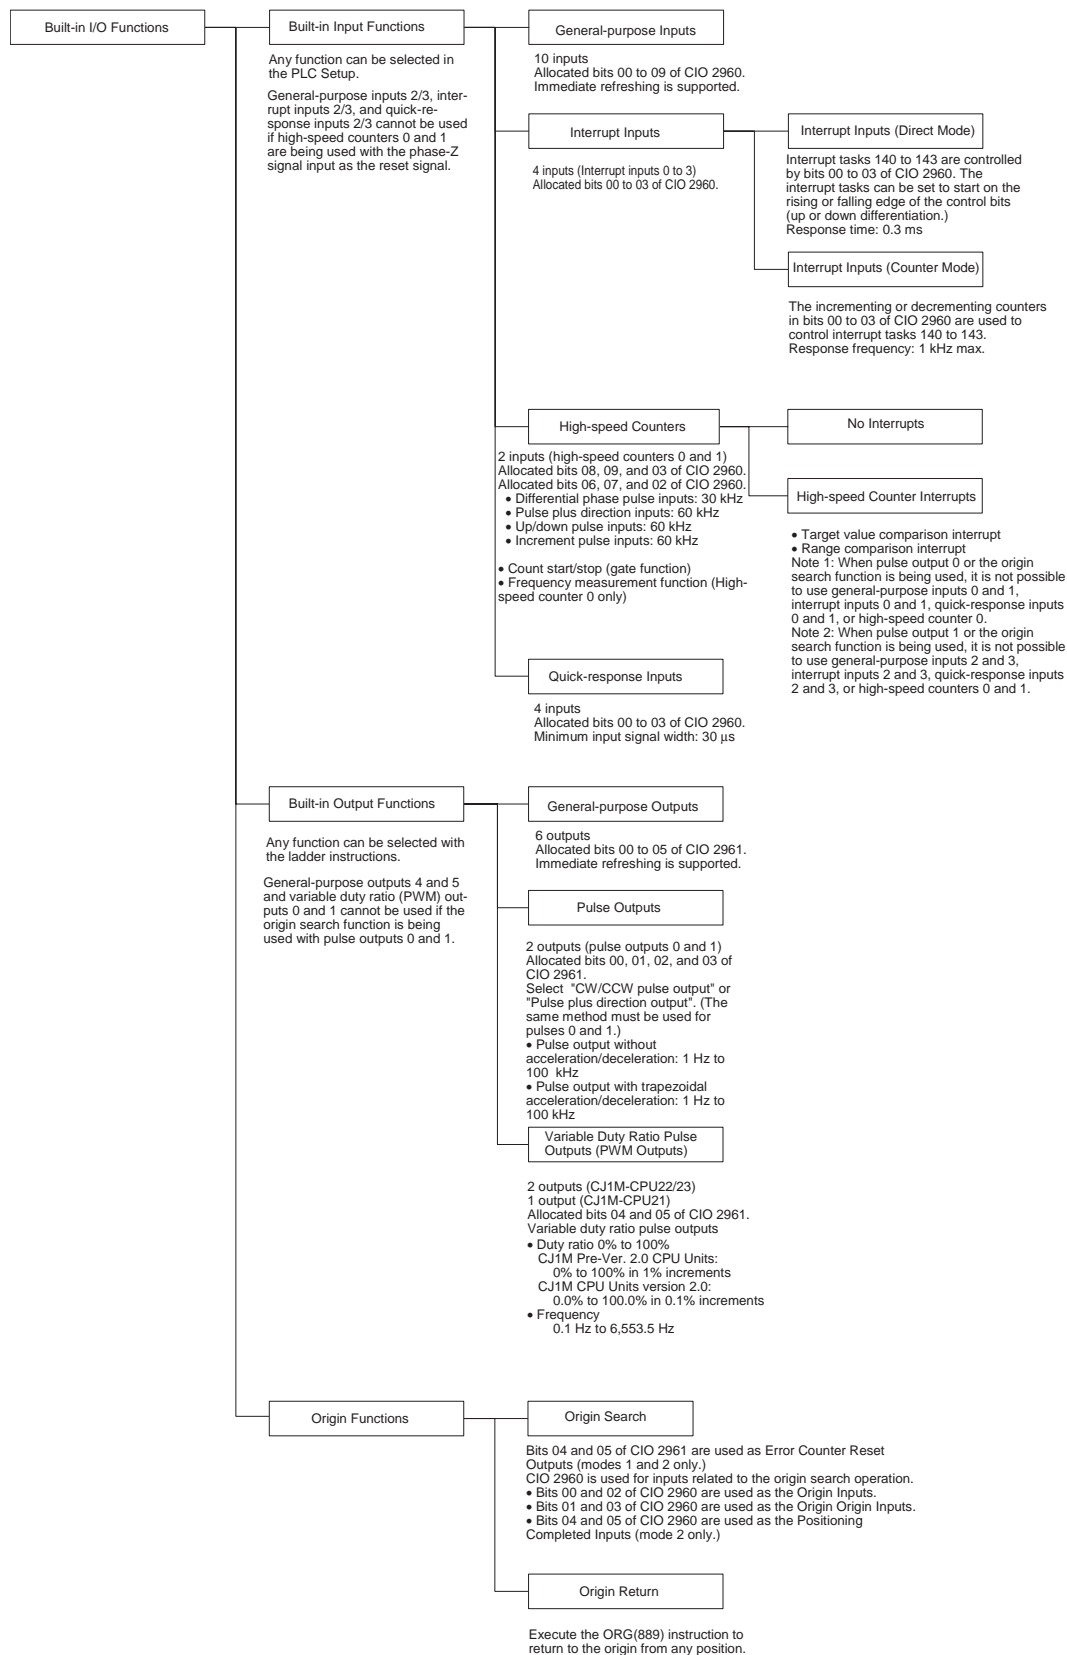 Built-in I/O Functions
Built-in Input Functions
Any function can be selected in
the PLC Setup.
General-purpose inputs 2/3, inter-
rupt inputs 2/3, and quick-re-
sponse inputs 2/3 cannot be used
if high-speed counters 0 and 1
are being used with the phase-Z
signal input as the reset signal.
General-purpose Inputs
10 inputs
Allocated bits 00 to 09 of CIO 2960.
Immediate refreshing is supported.
Interrupt Inputs
4 inputs (Interrupt inputs 0 to 3)
Allocated bits 00 to 03 of CIO 2960.
Interrupt Inputs (Direct Mode)
Interrupt tasks 140 to 143 are controlled
by bits 00 to 03 of CIO 2960. The
interrupt tasks can be set to start on the
rising or falling edge of the control bits
(up or down differentiation.)
Response time: 0.3 ms
Interrupt Inputs (Counter Mode)
The incrementing or decrementing counters
in bits 00 to 03 of CIO 2960 are used to
control interrupt tasks 140 to 143.
Response frequency: 1 kHz max.
High-speed Counters
2 inputs (high-speed counters 0 and 1)
Allocated bits 08, 09, and 03 of CIO 2960.
Allocated bits 06, 07, and 02 of CIO 2960.
• Differential phase pulse inputs: 30 kHz
• Pulse plus direction inputs: 60 kHz
• Up/down pulse inputs: 60 kHz
• Increment pulse inputs: 60 kHz
• Count start/stop (gate function)
• Frequency measurement function (High-
speed counter 0 only)
No Interrupts
High-speed Counter Interrupts
• Target value comparison interrupt
• Range comparison interrupt
Note 1: When pulse output 0 or the origin
search function is being used, it is not possible
to use general-purpose inputs 0 and 1,
interrupt inputs 0 and 1, quick-response inputs
0 and 1, or high-speed counter 0.
Note 2: When pulse output 1 or the origin
search function is being used, it is not possible
to use general-purpose inputs 2 and 3,
interrupt inputs 2 and 3, quick-response inputs
2 and 3, or high-speed counters 0 and 1.
Quick-response Inputs
4 inputs
Allocated bits 00 to 03 of CIO 2960.
Minimum input signal width: 30 μs
Built-in Output Functions
Any function can be selected with
the ladder instructions.
General-purpose outputs 4 and 5
and variable duty ratio (PWM) out-
puts 0 and 1 cannot be used if the
origin search function is being
used with pulse outputs 0 and 1.
General-purpose Outputs
6 outputs
Allocated bits 00 to 05 of CIO 2961.
Immediate refreshing is supported.
Pulse Outputs
2 outputs (pulse outputs 0 and 1)
Allocated bits 00, 01, 02, and 03 of
CIO 2961.
Select "CW/CCW pulse output" or
"Pulse plus direction output". (The
same method must be used for
pulses 0 and 1.)
• Pulse output without
acceleration/deceleration: 1 Hz to
100 kHz
• Pulse output with trapezoidal
acceleration/deceleration: 1 Hz to
100 kHz
Variable Duty Ratio Pulse
Outputs (PWM Outputs)
2 outputs (CJ1M-CPU22/23)
1 output (CJ1M-CPU21)
Allocated bits 04 and 05 of CIO 2961.
Variable duty ratio pulse outputs
• Duty ratio 0% to 100%
CJ1M Pre-Ver. 2.0 CPU Units:
0% to 100% in 1% increments
CJ1M CPU Units version 2.0:
0.0% to 100.0% in 0.1% increments
• Frequency
0.1 Hz to 6,553.5 Hz
Origin Functions
Origin Search
Bits 04 and 05 of CIO 2961 are used as Error Counter Reset
Outputs (modes 1 and 2 only.)
CIO 2960 is used for inputs related to the origin search operation.
• Bits 00 and 02 of CIO 2960 are used as the Origin Inputs.
• Bits 01 and 03 of CIO 2960 are used as the Origin Origin Inputs.
• Bits 04 and 05 of CIO 2960 are used as the Positioning
Completed Inputs (mode 2 only.)
Origin Return
Execute the ORG(889) instruction to
return to the origin from any position.